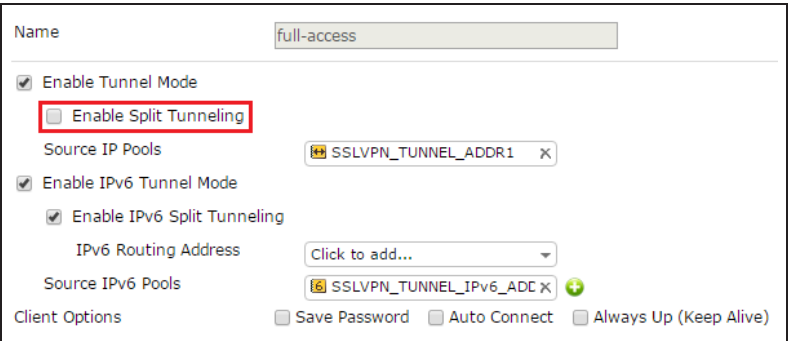 Name full-access
Enable Tunnel Mode
Enable Split Tunneling
Source IP Pools SSLVPN_TUNNEL_ADDR1
Enable IPv6 Tunnel Mode
Enable IPv6 Split Tunneling
IPv6 Routing Address Click to add...
Source IPv6 Pools 6 SSLVPN_TUNNEL_IPv6_ADD
Client Options Save Password Auto Connect Always Up (Keep Alive)